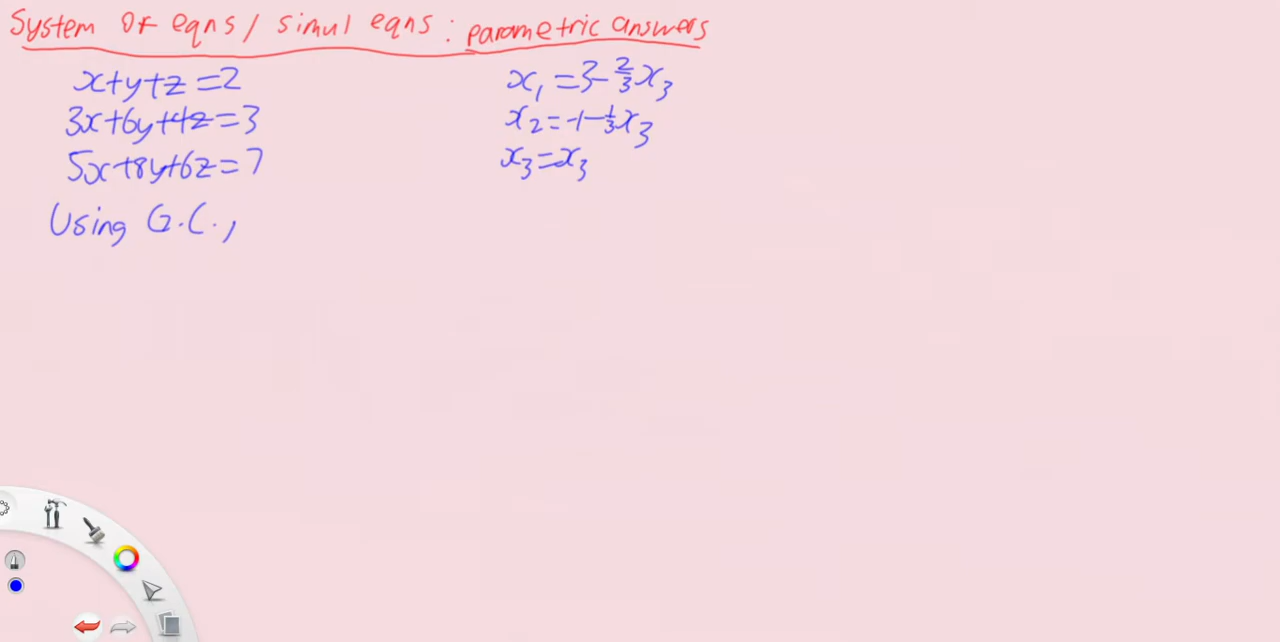 System of eqns / simul eqns : parametric answers
x+y+z=2
3x+6y+4z=3
5x+8y+6z=7
Using G.C.,
x₁=3-⅔x₃
x₂=-1-⅓x₃
x₃=x₃